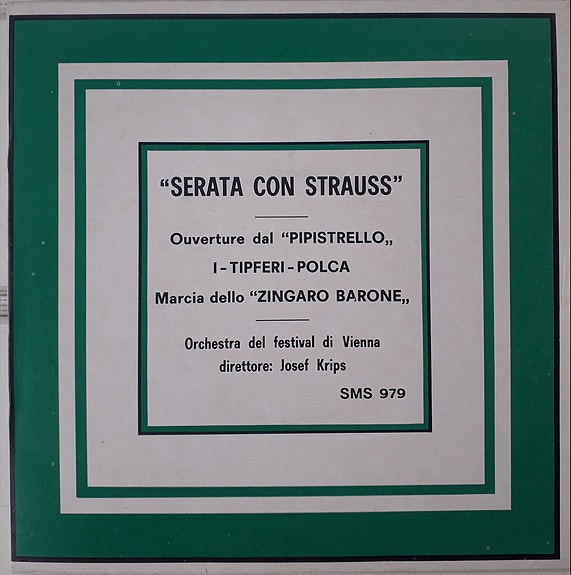 “SERATA CON STRAUSS”
Ouverture dal “PIPISTRELLO„
I-TIPFERI-POLCA
Marcia dello “ZINGARO BARONE„
Orchestra del festival di Vienna
direttore: Josef Krips
SMS 979